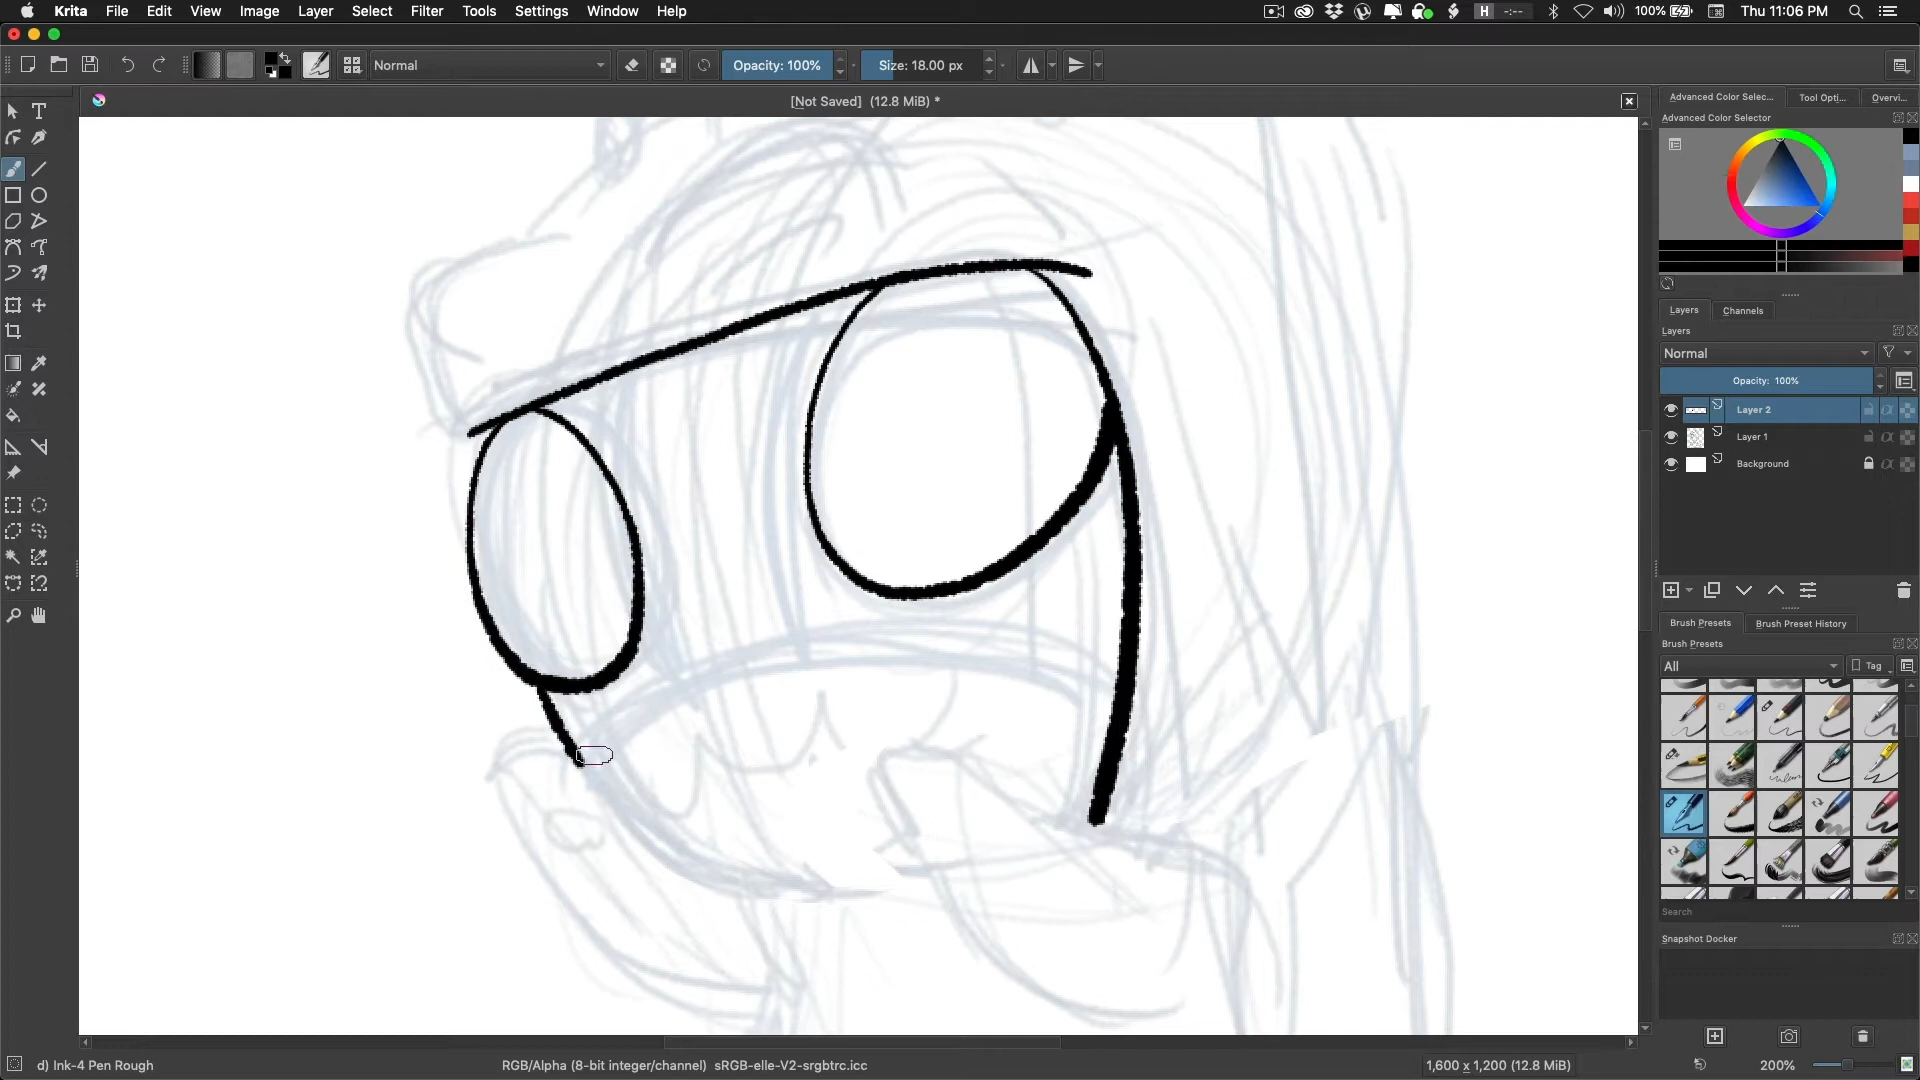 Krita File Edit View Image Layer Select Filter Tools Settings Window Help
H -:-- 100% Thu 11:06 PM
Normal Opacity: 100% Size: 18.00 px
[Not Saved] (12.8 MiB) *
Advanced Color Selec... Tool Opti... Overvi...
Advanced Color Selector
Layers Channels
Layers
Normal
Opacity: 100%
Layer 2
Layer 1
Background
Brush Presets Brush Preset History
Brush Presets
All Tag
Search
Snapshot Docker
d) Ink-4 Pen Rough RGB/Alpha (8-bit integer/channel) sRGB-elle-V2-srgbtrc.icc 1,600 x 1,200 (12.8 MiB) 200%